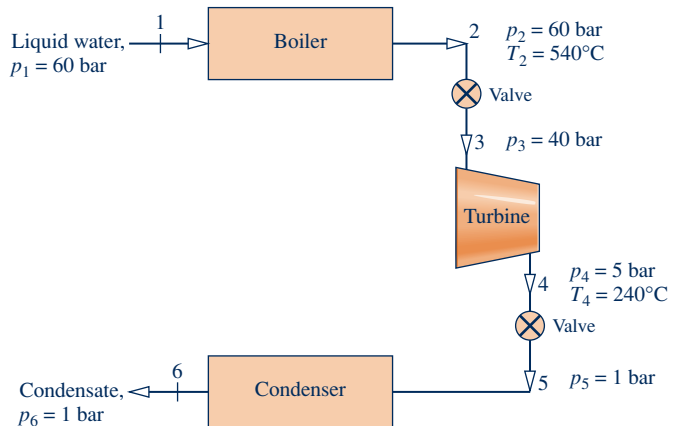 1
Liquid water,
p₁ = 60 bar
Boiler
2
p₂ = 60 bar
T₂ = 540°C
Valve
3
p₃ = 40 bar
Turbine
4
p₄ = 5 bar
T₄ = 240°C
Valve
5
p₅ = 1 bar
Condenser
6
Condensate,
p₆ = 1 bar